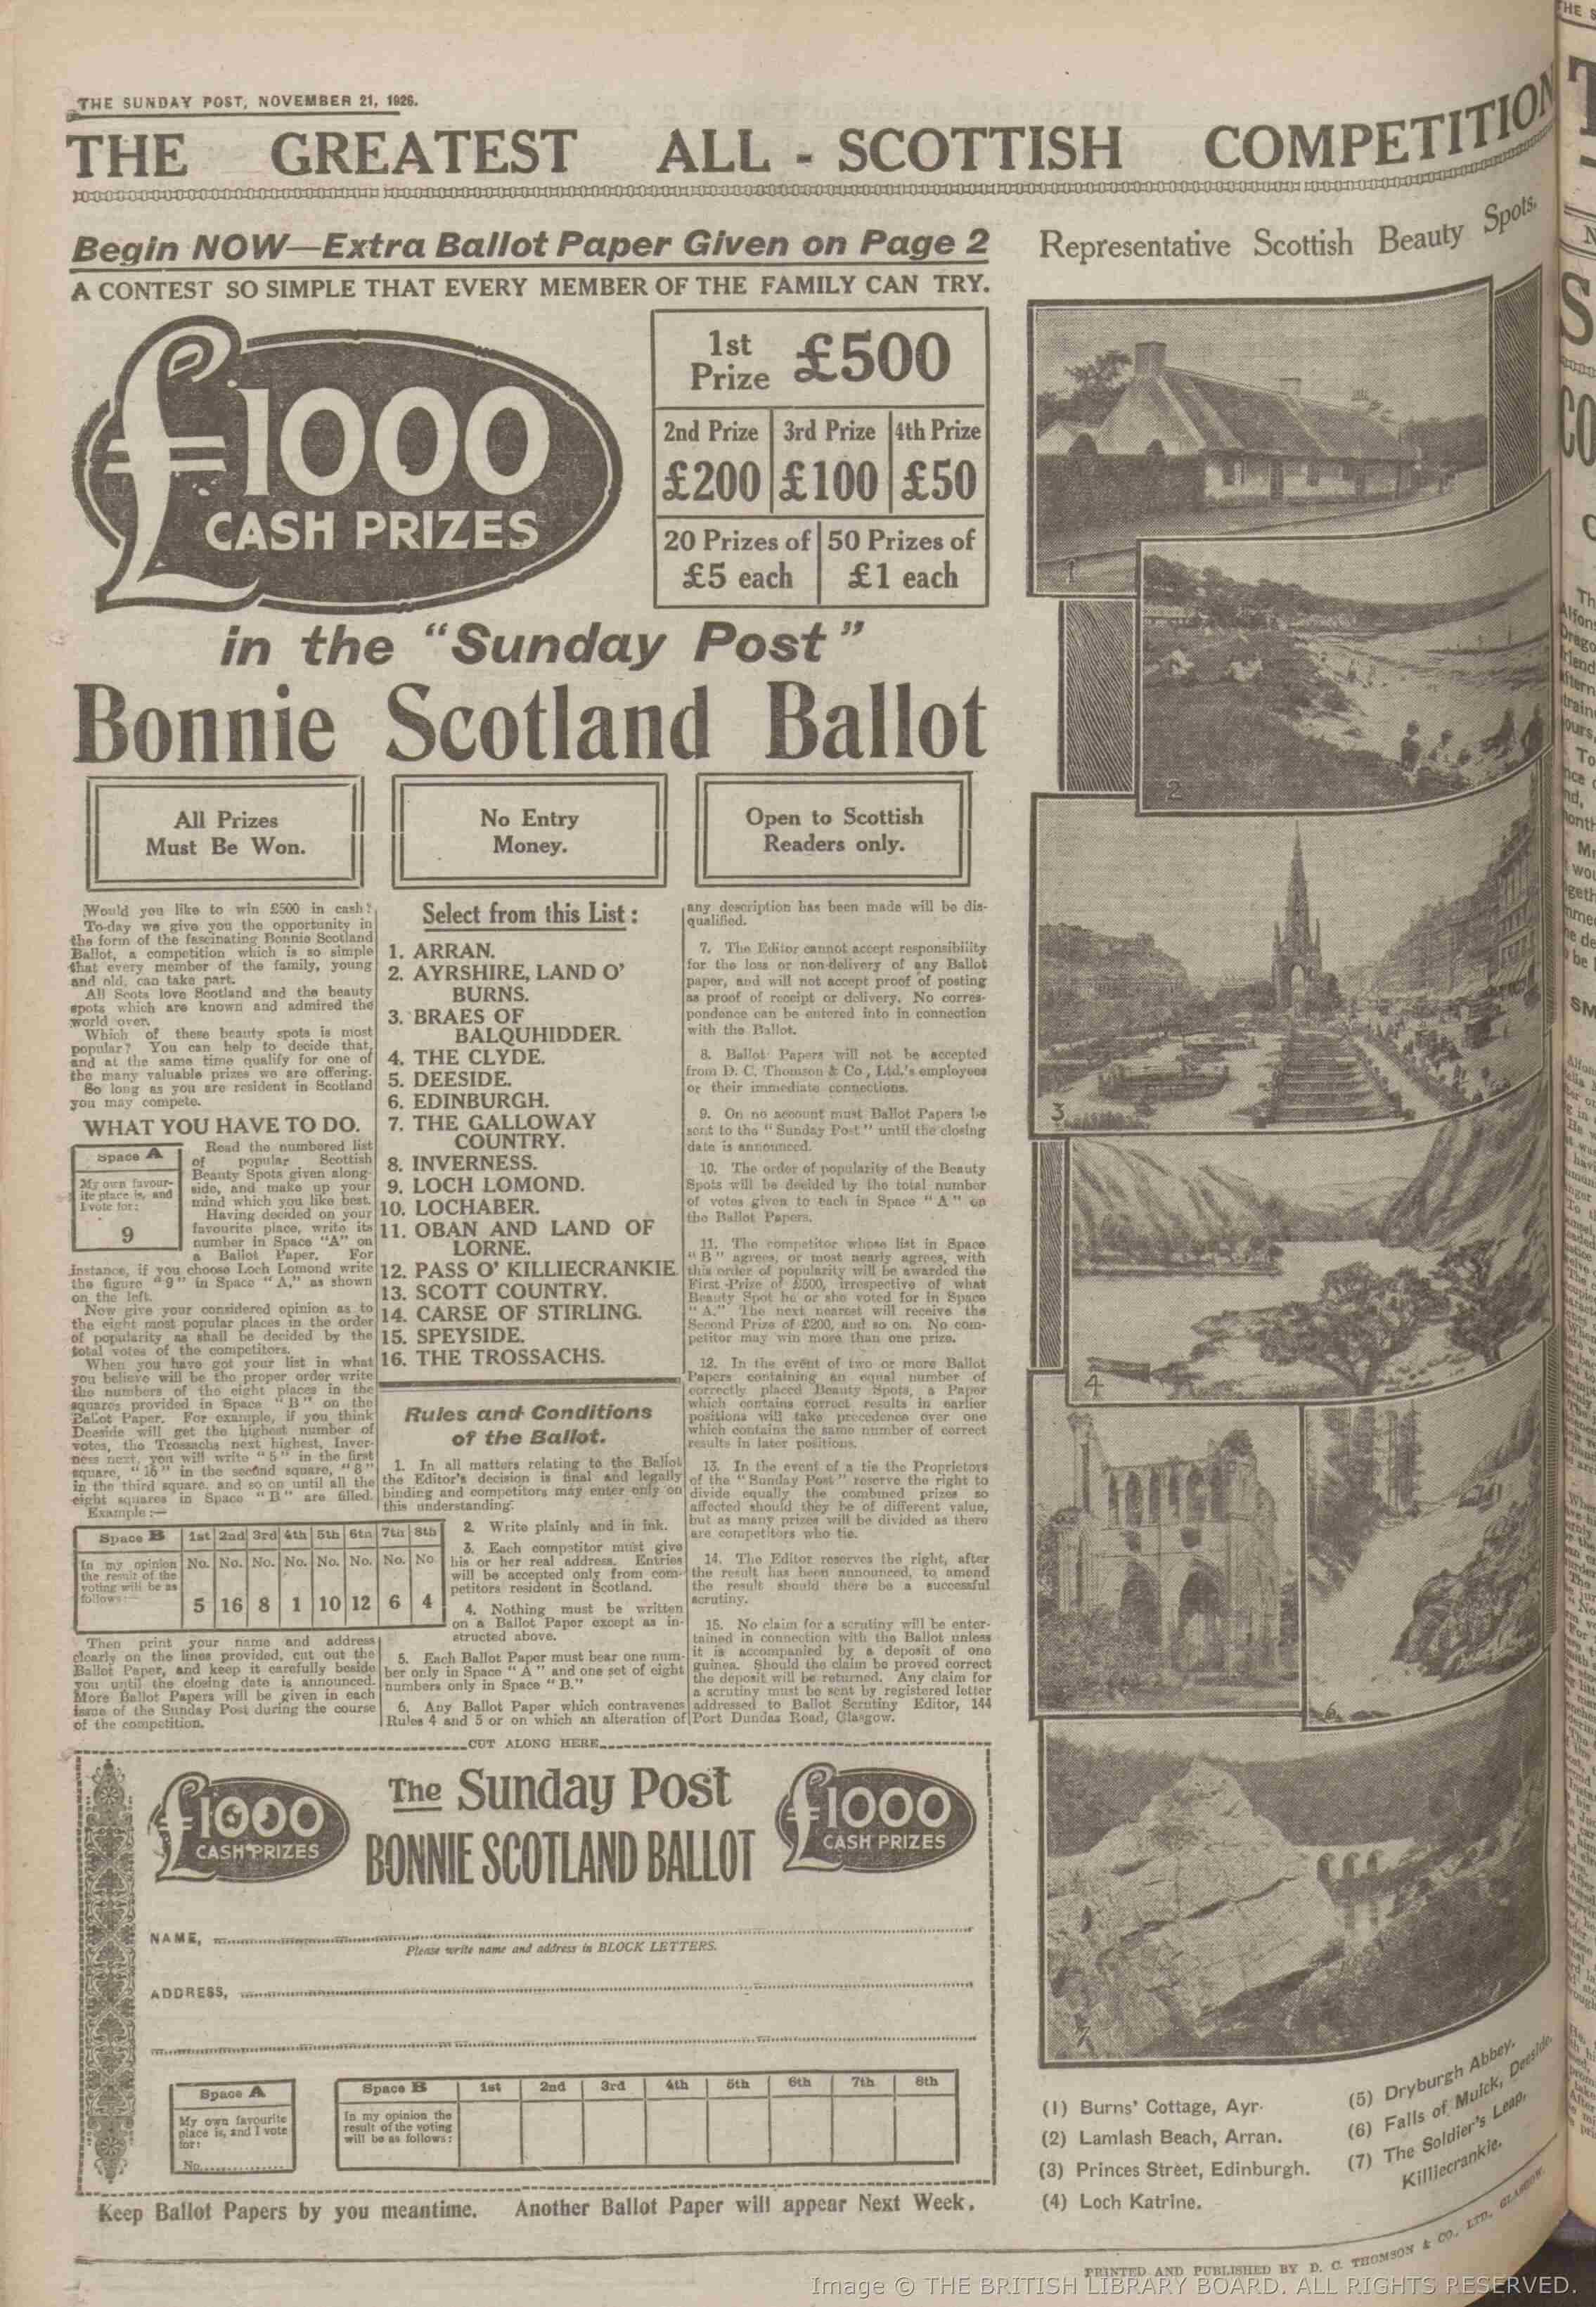 THE SUNDAY POST, NOVEMBER 21, 1926.
THE GREATEST ALL - SCOTTISH COMPETITION
Begin NOW—Extra Ballot Paper Given on Page 2
A CONTEST SO SIMPLE THAT EVERY MEMBER OF THE FAMILY CAN TRY.
£1000
CASH PRIZES
1st
Prize £500
2nd Prize
£200
3rd Prize
£100
4th Prize
£50
20 Prizes of
£5 each
50 Prizes of
£1 each
in the "Sunday Post"
Bonnie Scotland Ballot
All Prizes
Must Be Won.
No Entry
Money.
Open to Scottish
Readers only.
Would you like to win £500 in cash?
To-day we give you the opportunity in
the form of the fascinating Bonnie Scotland
Ballot, a competition which is so simple
that every member of the family, young
and old, can take part.
All Scots love Scotland and the beauty
spots which are known and admired the
world over.
Which of these beauty spots is most
popular? You can help to decide that,
and at the same time qualify for one of
the many valuable prizes we are offering.
So long as you are resident in Scotland
you may compete.
WHAT YOU HAVE TO DO.
Space A
My own favour-
ite place is, and
I vote for:
9
Read the numbered list
of popular Scottish
Beauty Spots given along-
side, and make up your
mind which you like best.
Having decided on your
favourite place, write its
number in Space "A" on
a Ballot Paper. For
instance, if you choose Loch Lomond write
the figure "9" in Space "A," as shown
on the left.
Now give your considered opinion as to
the eight most popular places in the order
of popularity as shall be decided by the
total votes of the competitors.
When you have got your list in what
you believe will be the proper order write
the numbers of the eight places in the
squares provided in Space "B" on the
Ballot Paper. For example, if you think
Deeside will get the highest number of
votes, the Trossachs next highest, Inver-
ness next, you will write "5" in the first
square, "16" in the second square, "8"
in the third square, and so on until all the
eight squares in Space "B" are filled.
Example:—
Space B 1st 2nd 3rd 4th 5th 6th 7th 8th
In my opinion
the result of the
voting will be as
follows:—
No. No. No. No. No. No. No. No
5 16 8 1 10 12 6 4
Then print your name and address
clearly on the lines provided, cut out the
Ballot Paper, and keep it carefully beside
you until the closing date is announced.
More Ballot Papers will be given in each
issue of the Sunday Post during the course
of the competition.
Select from this List:
1. ARRAN.
2. AYRSHIRE, LAND O'
BURNS.
3. BRAES OF
BALQUHIDDER.
4. THE CLYDE.
5. DEESIDE.
6. EDINBURGH.
7. THE GALLOWAY
COUNTRY.
8. INVERNESS.
9. LOCH LOMOND.
10. LOCHABER.
11. OBAN AND LAND OF
LORNE.
12. PASS O' KILLIECRANKIE.
13. SCOTT COUNTRY.
14. CARSE OF STIRLING.
15. SPEYSIDE.
16. THE TROSSACHS.
Rules and Conditions
of the Ballot.
1. In all matters relating to the Ballot
the Editor's decision is final and legally
binding and competitors may enter only on
this understanding.
2. Write plainly and in ink.
3. Each competitor must give
his or her real address. Entries
will be accepted only from com-
petitors resident in Scotland.
4. Nothing must be written
on a Ballot Paper except as in-
structed above.
5. Each Ballot Paper must bear one num-
ber only in Space "A" and one set of eight
numbers only in Space "B."
6. Any Ballot Paper which contravenes
Rules 4 and 5 or on which an alteration of
any description has been made will be dis-
qualified.
7. The Editor cannot accept responsibility
for the loss or non-delivery of any Ballot
paper, and will not accept proof of posting
as proof of receipt or delivery. No corres-
pondence can be entered into in connection
with the Ballot.
8. Ballot Papers will not be accepted
from D. C. Thomson & Co., Ltd.'s employees
or their immediate connections.
9. On no account must Ballot Papers be
sent to the "Sunday Post" until the closing
date is announced.
10. The order of popularity of the Beauty
Spots will be decided by the total number
of votes given to each in Space "A" on
the Ballot Papers.
11. The competitor whose list in Space
"B" agrees, or most nearly agrees, with
this order of popularity will be awarded the
First Prize of £500, irrespective of what
Beauty Spot he or she voted for in Space
"A." The next nearest will receive the
Second Prize of £200, and so on. No com-
petitor may win more than one prize.
12. In the event of two or more Ballot
Papers containing an equal number of
correctly placed Beauty Spots, a Paper
which contains correct results in earlier
positions will take precedence over one
which contains the same number of correct
results in later positions.
13. In the event of a tie the Proprietors
of the "Sunday Post" reserve the right to
divide equally the combined prizes so
affected should they be of different value,
but as many prizes will be divided as there
are competitors who tie.
14. The Editor reserves the right, after
the result has been announced, to amend
the result should there be a successful
scrutiny.
15. No claim for a scrutiny will be enter-
tained in connection with the Ballot unless
it is accompanied by a deposit of one
guinea. Should the claim be proved correct
the deposit will be returned. Any claim for
a scrutiny must be sent by registered letter
addressed to Ballot Scrutiny Editor, 144
Port Dundas Road, Glasgow.
CUT ALONG HERE
£1000
CASH PRIZES
The Sunday Post
BONNIE SCOTLAND BALLOT
£1000
CASH PRIZES
NAME,
Please write name and address in BLOCK LETTERS.
ADDRESS,
Space A
My own favourite
place is, and I vote
for:
No.
Space B 1st 2nd 3rd 4th 5th 6th 7th 8th
In my opinion the
result of the voting
will be as follows:
Keep Ballot Papers by you meantime. Another Ballot Paper will appear Next Week.
Representative Scottish Beauty Spots.
1
2
3
4
6
7
(1) Burns' Cottage, Ayr.
(2) Lamlash Beach, Arran.
(3) Princes Street, Edinburgh.
(4) Loch Katrine.
(5) Dryburgh Abbey.
(6) Falls of Muick, Deeside.
(7) The Soldier's Leap,
Killiecrankie.
PRINTED AND PUBLISHED BY D. C. THOMSON & CO., LTD., GLASGOW.
Image © THE BRITISH LIBRARY BOARD. ALL RIGHTS RESERVED.